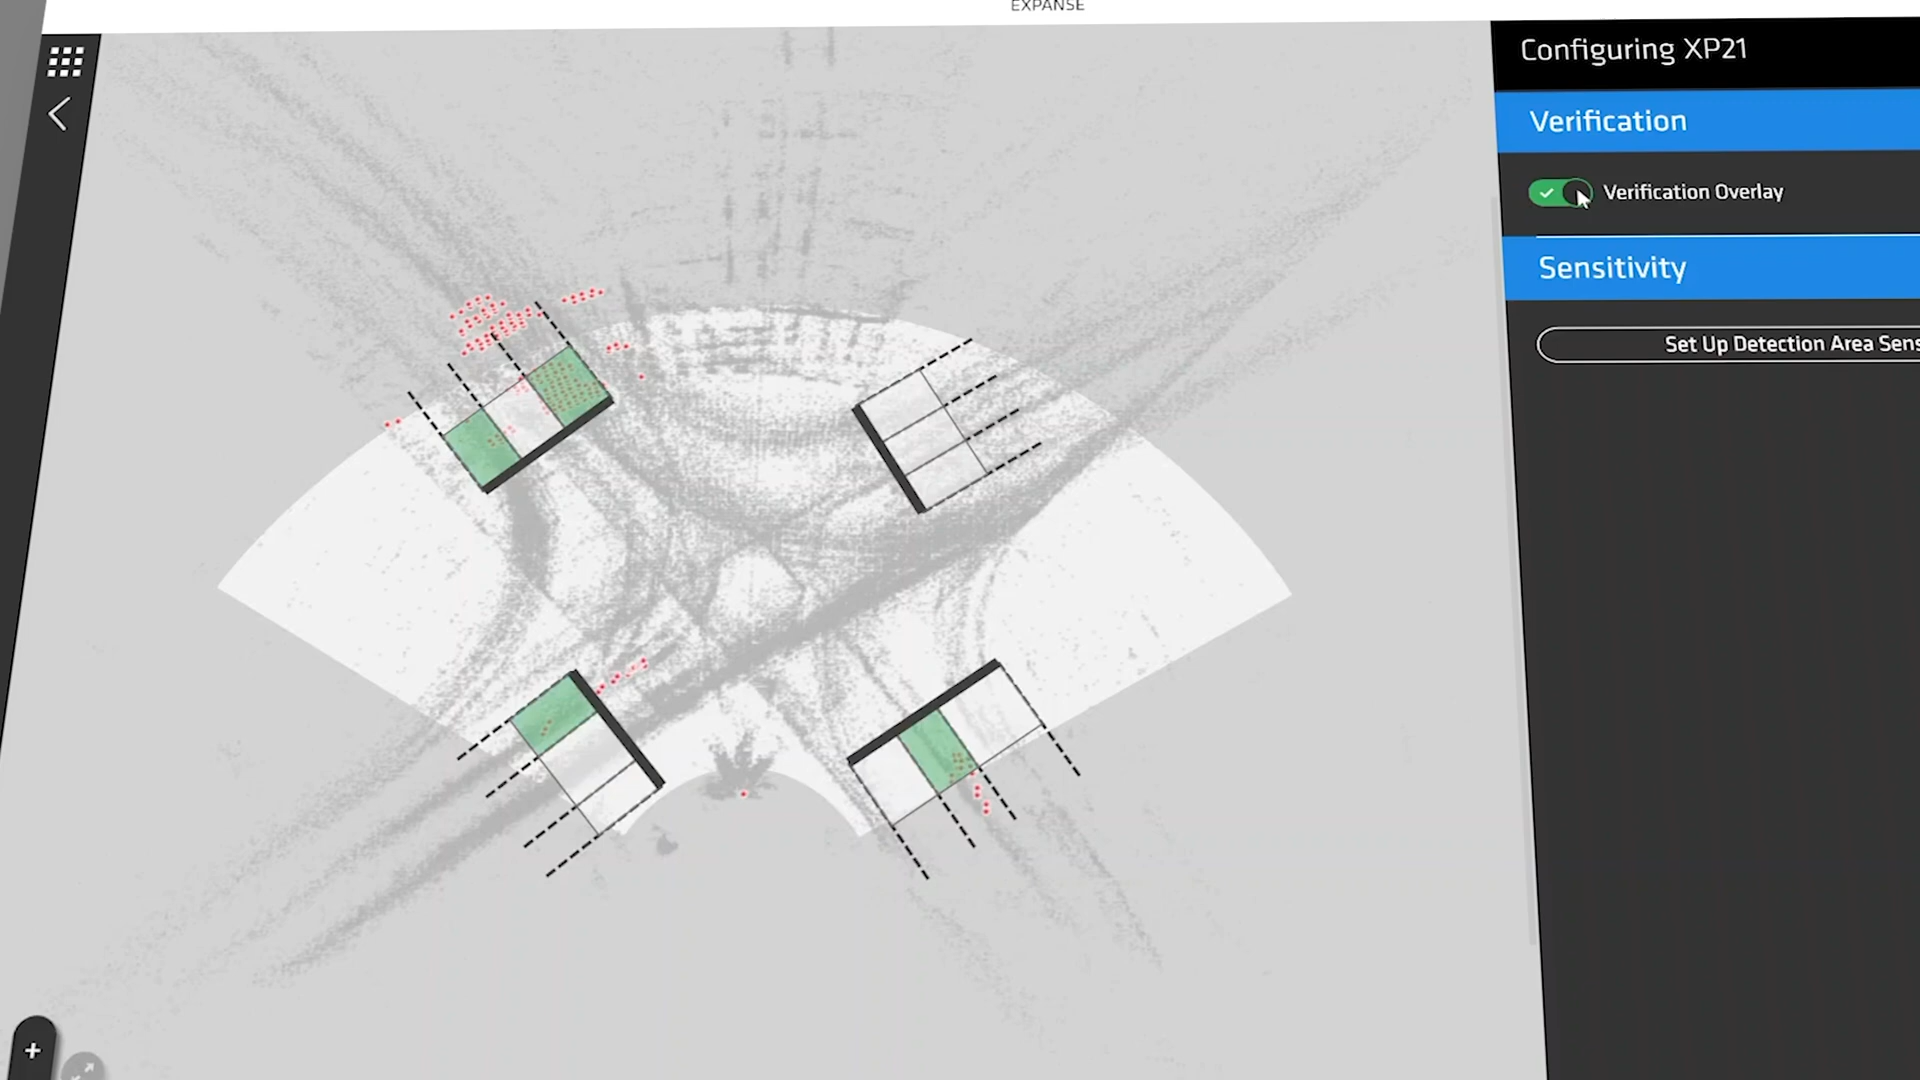 EXPANSE
Configuring XP21
Verification
Verification Overlay
Sensitivity
Set Up Detection Area Sens